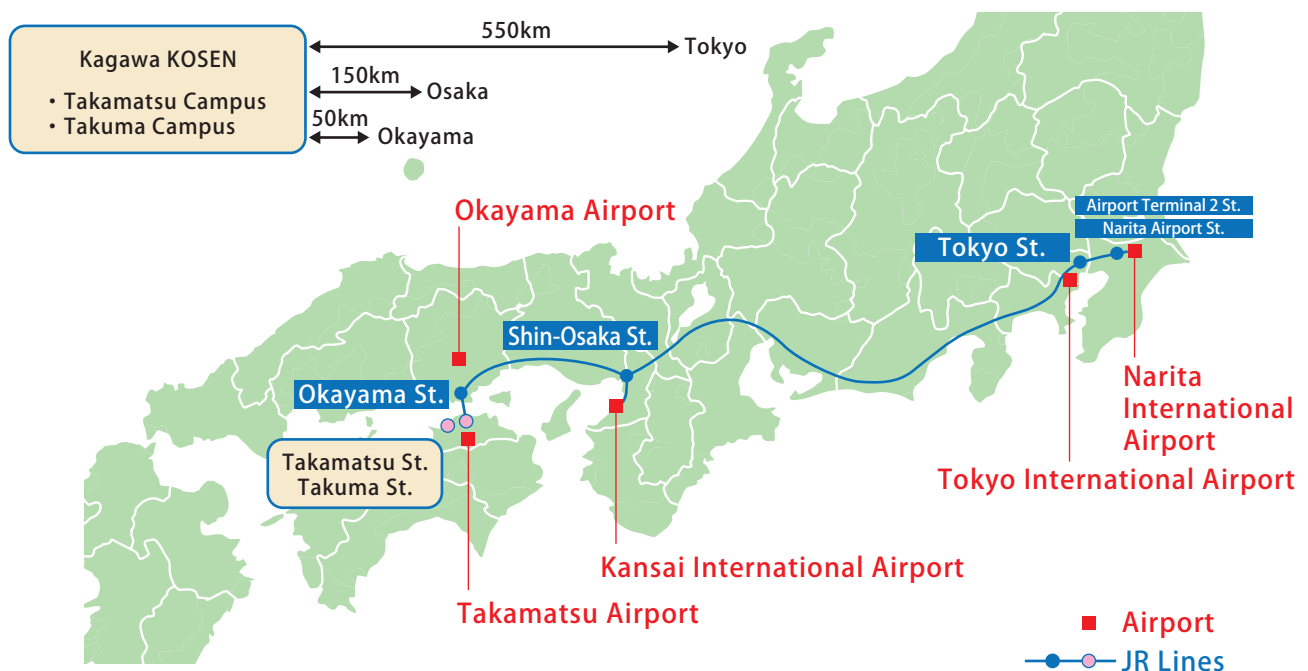 Kagawa KOSEN
・Takamatsu Campus
・Takuma Campus
550km
Tokyo
150km
Osaka
50km
Okayama
Okayama Airport
Airport Terminal 2 St.
Narita Airport St.
Tokyo St.
Shin-Osaka St.
Okayama St.
Takamatsu St.
Takuma St.
Narita
International
Airport
Tokyo International Airport
Kansai International Airport
Takamatsu Airport
Airport
JR Lines